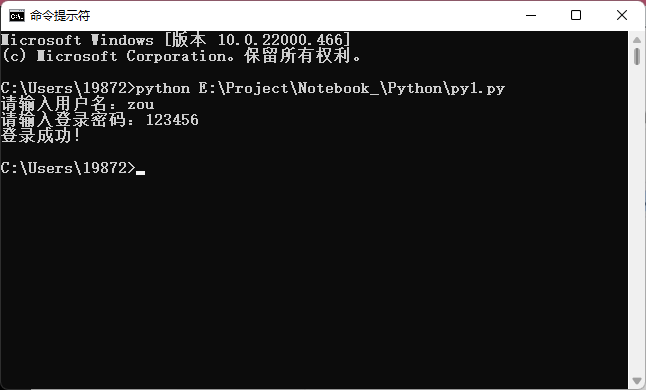 命令提示符
Microsoft Windows [版本 10.0.22000.466]
(c) Microsoft Corporation。保留所有权利。
C:\Users\19872>python E:\Project\Notebook_\Python\py1.py
请输入用户名：zou
请输入登录密码：123456
登录成功!
C:\Users\19872>